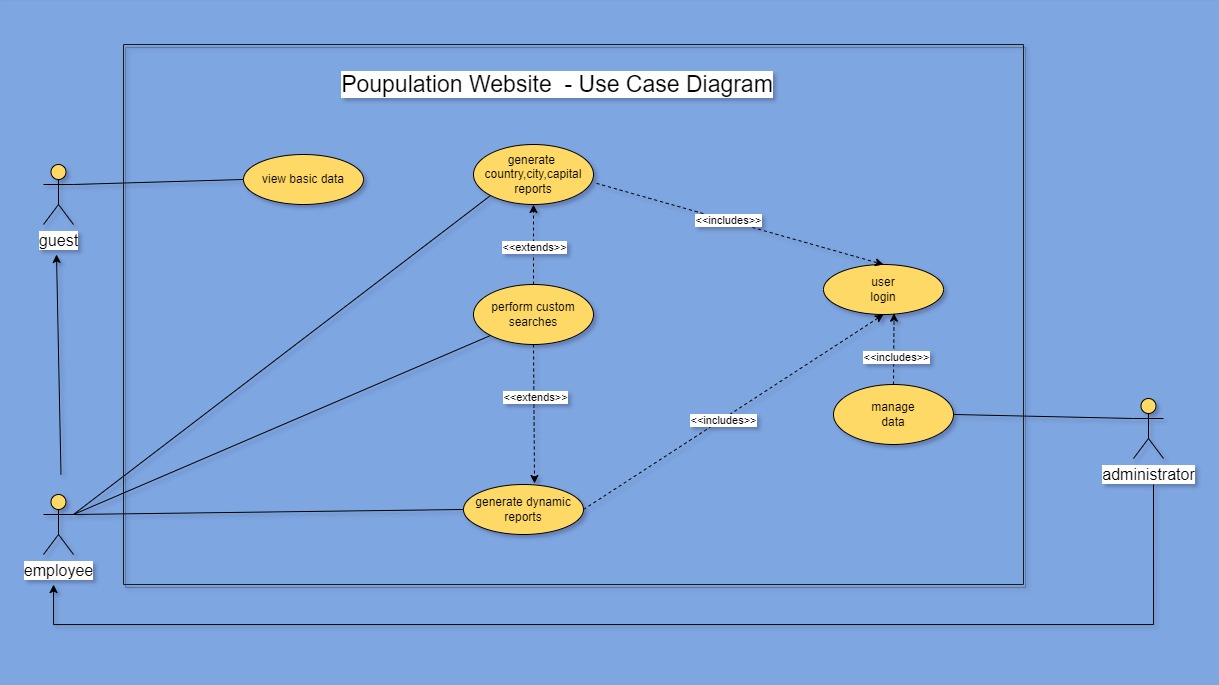 Poupulation Website - Use Case Diagram
view basic data
generate
country,city,capital
reports
<<includes>>
guest
<<extends>>
user
login
perform custom
searches
<<includes>>
<<extends>>
manage
data
<<includes>>
administrator
generate dynamic
reports
employee